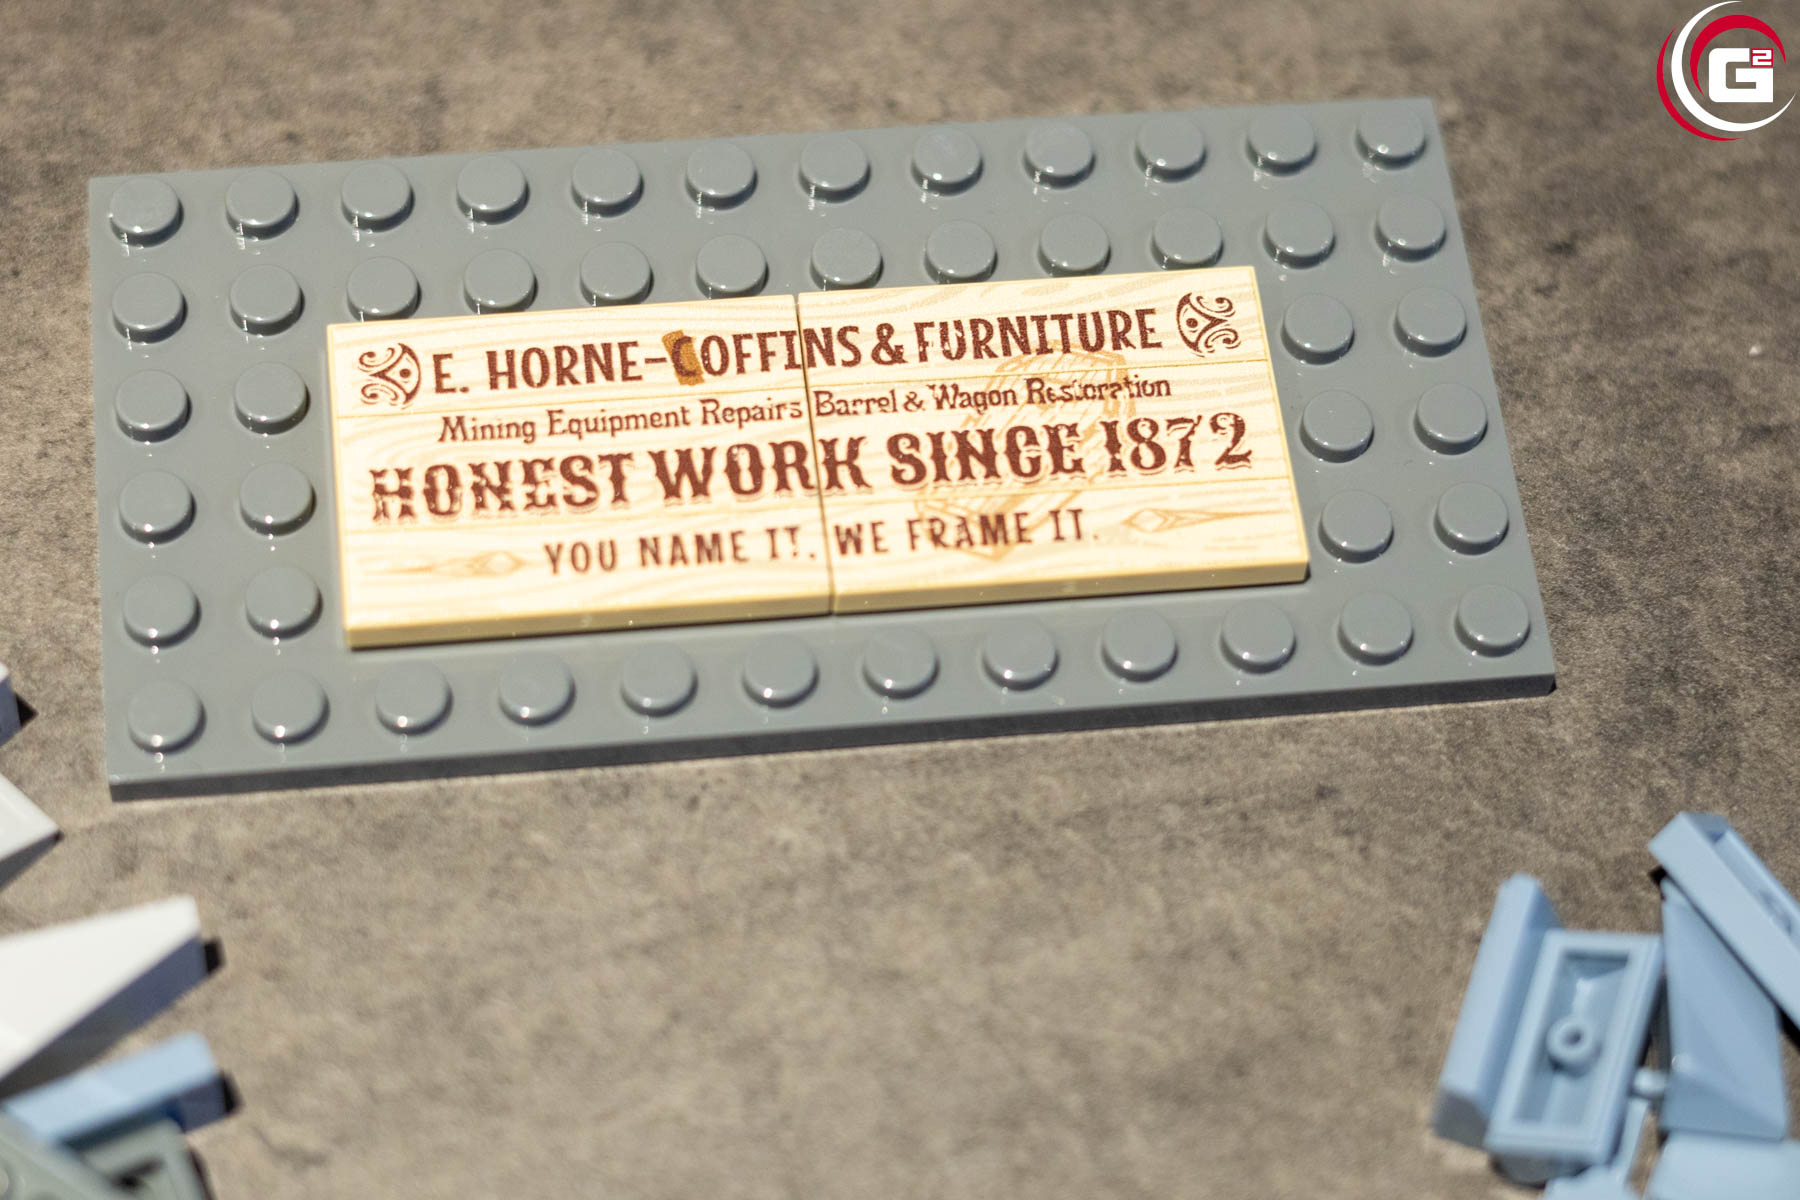 E. HORNE-COFFINS & FURNITURE
Mining Equipment Repairs Barrel & Wagon Restoration
HONEST WORK SINCE 1872
YOU NAME IT. WE FRAME IT.
G2